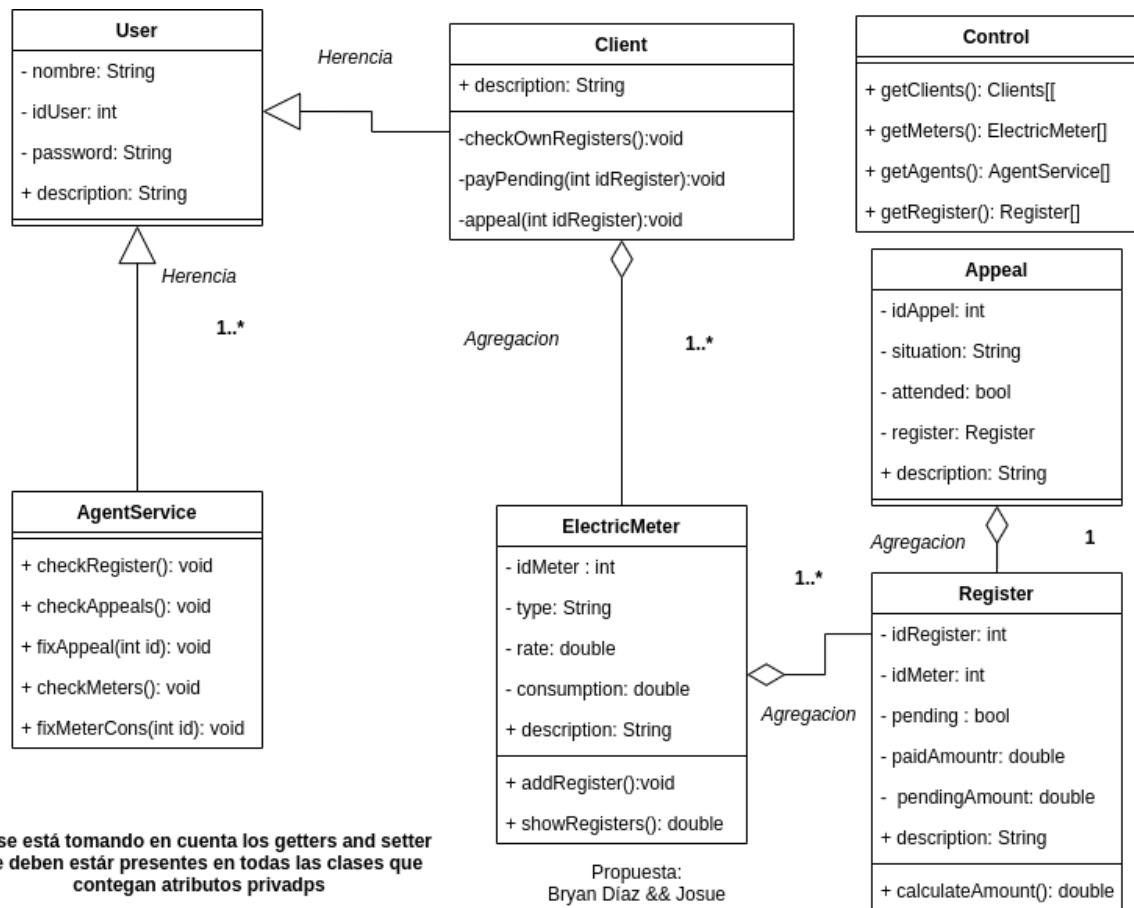 User
- nombre: String
- idUser: int
- password: String
+ description: String
Herencia
Client
+ description: String
-checkOwnRegisters():void
-payPending(int idRegister):void
-appeal(int idRegister):void
Control
+ getClients(): Clients[[
+ getMeters(): ElectricMeter[]
+ getAgents(): AgentService[]
+ getRegister(): Register[]
Herencia
1..*
Agregacion
1..*
Appeal
- idAppel: int
- situation: String
- attended: bool
- register: Register
+ description: String
AgentService
+ checkRegister(): void
+ checkAppeals(): void
+ fixAppeal(int id): void
+ checkMeters(): void
+ fixMeterCons(int id): void
ElectricMeter
- idMeter : int
- type: String
- rate: double
- consumption: double
+ description: String
+ addRegister():void
+ showRegisters(): double
1..*
Agregacion
Agregacion
1
Register
- idRegister: int
- idMeter: int
- pending : bool
- paidAmountr: double
- pendingAmount: double
+ description: String
+ calculateAmount(): double
se está tomando en cuenta los getters and setter
e deben estár presentes en todas las clases que
contegan atributos privadps
Propuesta:
Bryan Díaz && Josue